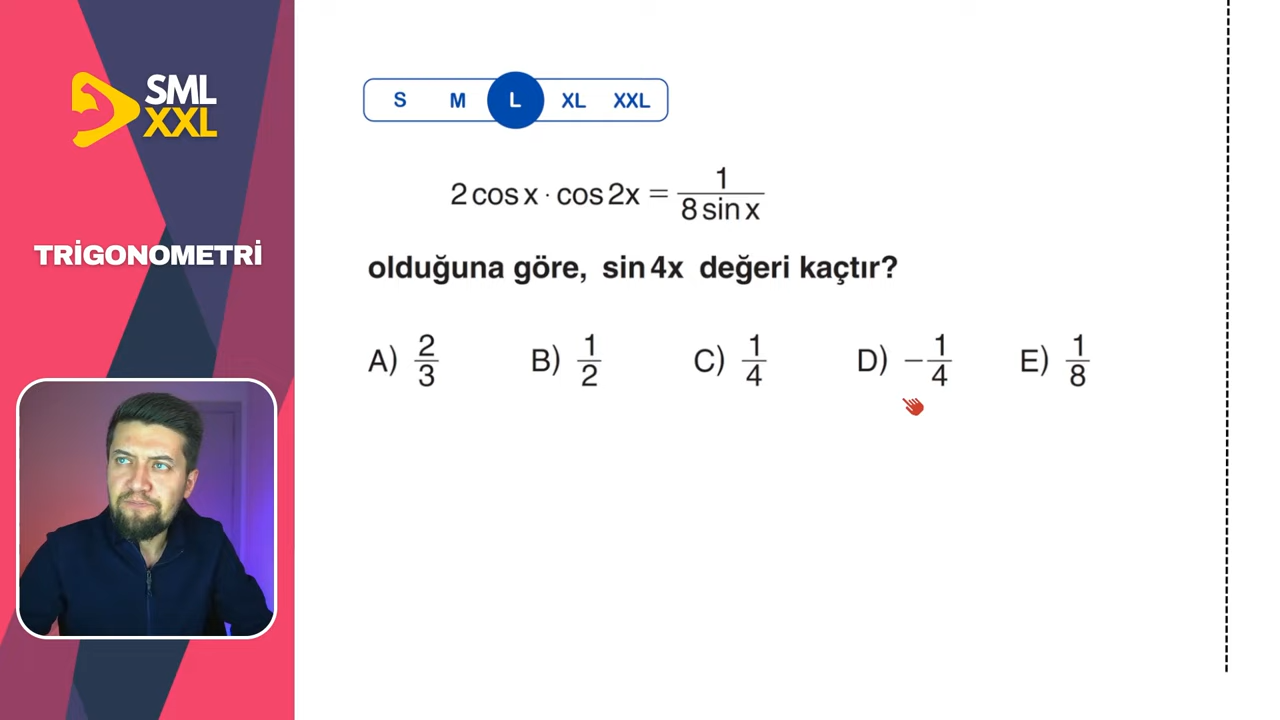 SML
XXL
TRİGONOMETRİ
S M L XL XXL
2 cos x · cos 2x = 1 / (8 sin x)
olduğuna göre, sin 4x değeri kaçtır?
A) 2/3 B) 1/2 C) 1/4 D) −1/4 E) 1/8